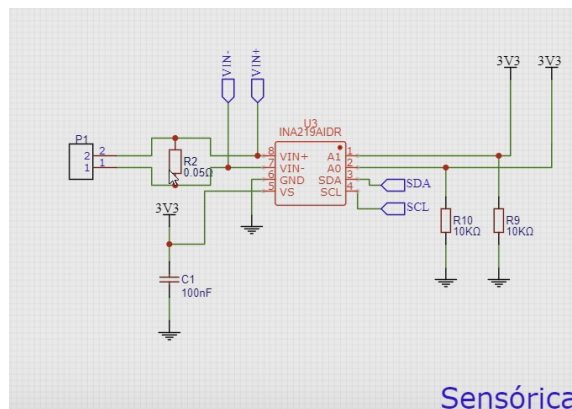 3V3
3V3
VIN-
VIN+
U3
INA219AIDR
P1
2
2
1
1
R2
0.05Ω
8
VIN+
A1
1
7
VIN-
A0
2
6
GND
SDA
3
5
VS
SCL
4
SDA
SCL
3V3
R10
10KΩ
R9
10KΩ
C1
100nF
Sensórica